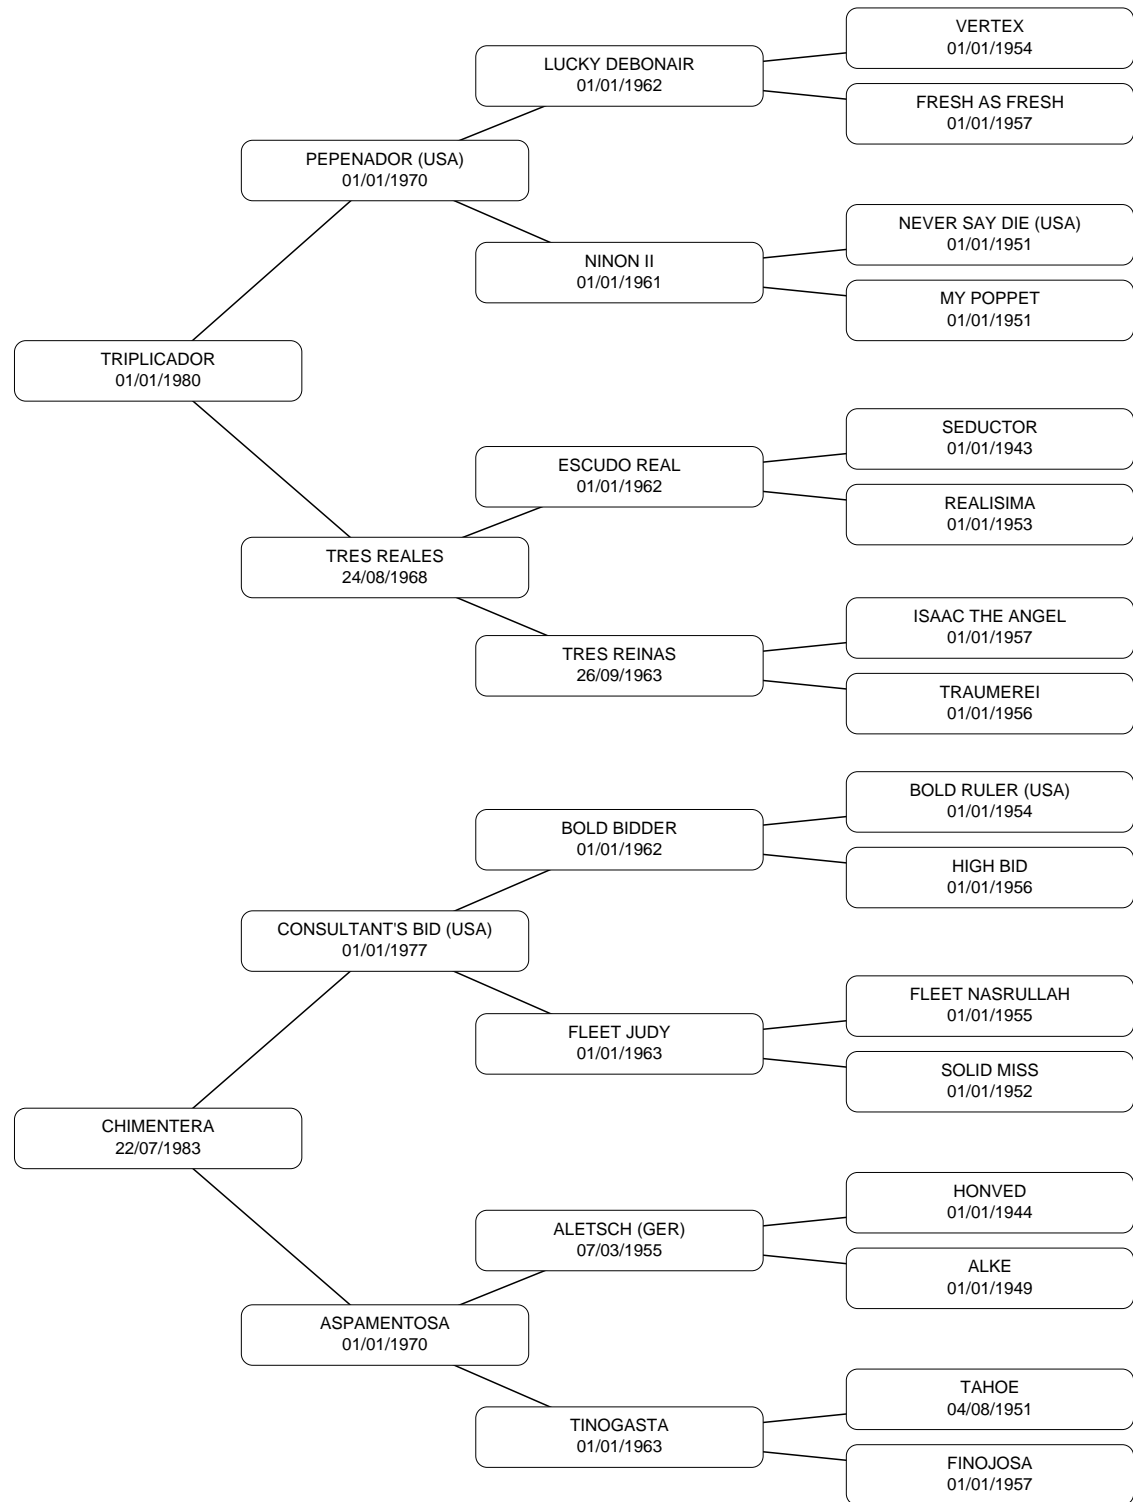 VERTEX
01/01/1954
LUCKY DEBONAIR
01/01/1962
FRESH AS FRESH
01/01/1957
PEPENADOR (USA)
01/01/1970
NEVER SAY DIE (USA)
01/01/1951
NINON II
01/01/1961
MY POPPET
01/01/1951
TRIPLICADOR
01/01/1980
SEDUCTOR
01/01/1943
ESCUDO REAL
01/01/1962
REALISIMA
01/01/1953
TRES REALES
24/08/1968
ISAAC THE ANGEL
01/01/1957
TRES REINAS
26/09/1963
TRAUMEREI
01/01/1956
BOLD RULER (USA)
01/01/1954
BOLD BIDDER
01/01/1962
HIGH BID
01/01/1956
CONSULTANT'S BID (USA)
01/01/1977
FLEET NASRULLAH
01/01/1955
FLEET JUDY
01/01/1963
SOLID MISS
01/01/1952
CHIMENTERA
22/07/1983
HONVED
01/01/1944
ALETSCH (GER)
07/03/1955
ALKE
01/01/1949
ASPAMENTOSA
01/01/1970
TAHOE
04/08/1951
TINOGASTA
01/01/1963
FINOJOSA
01/01/1957